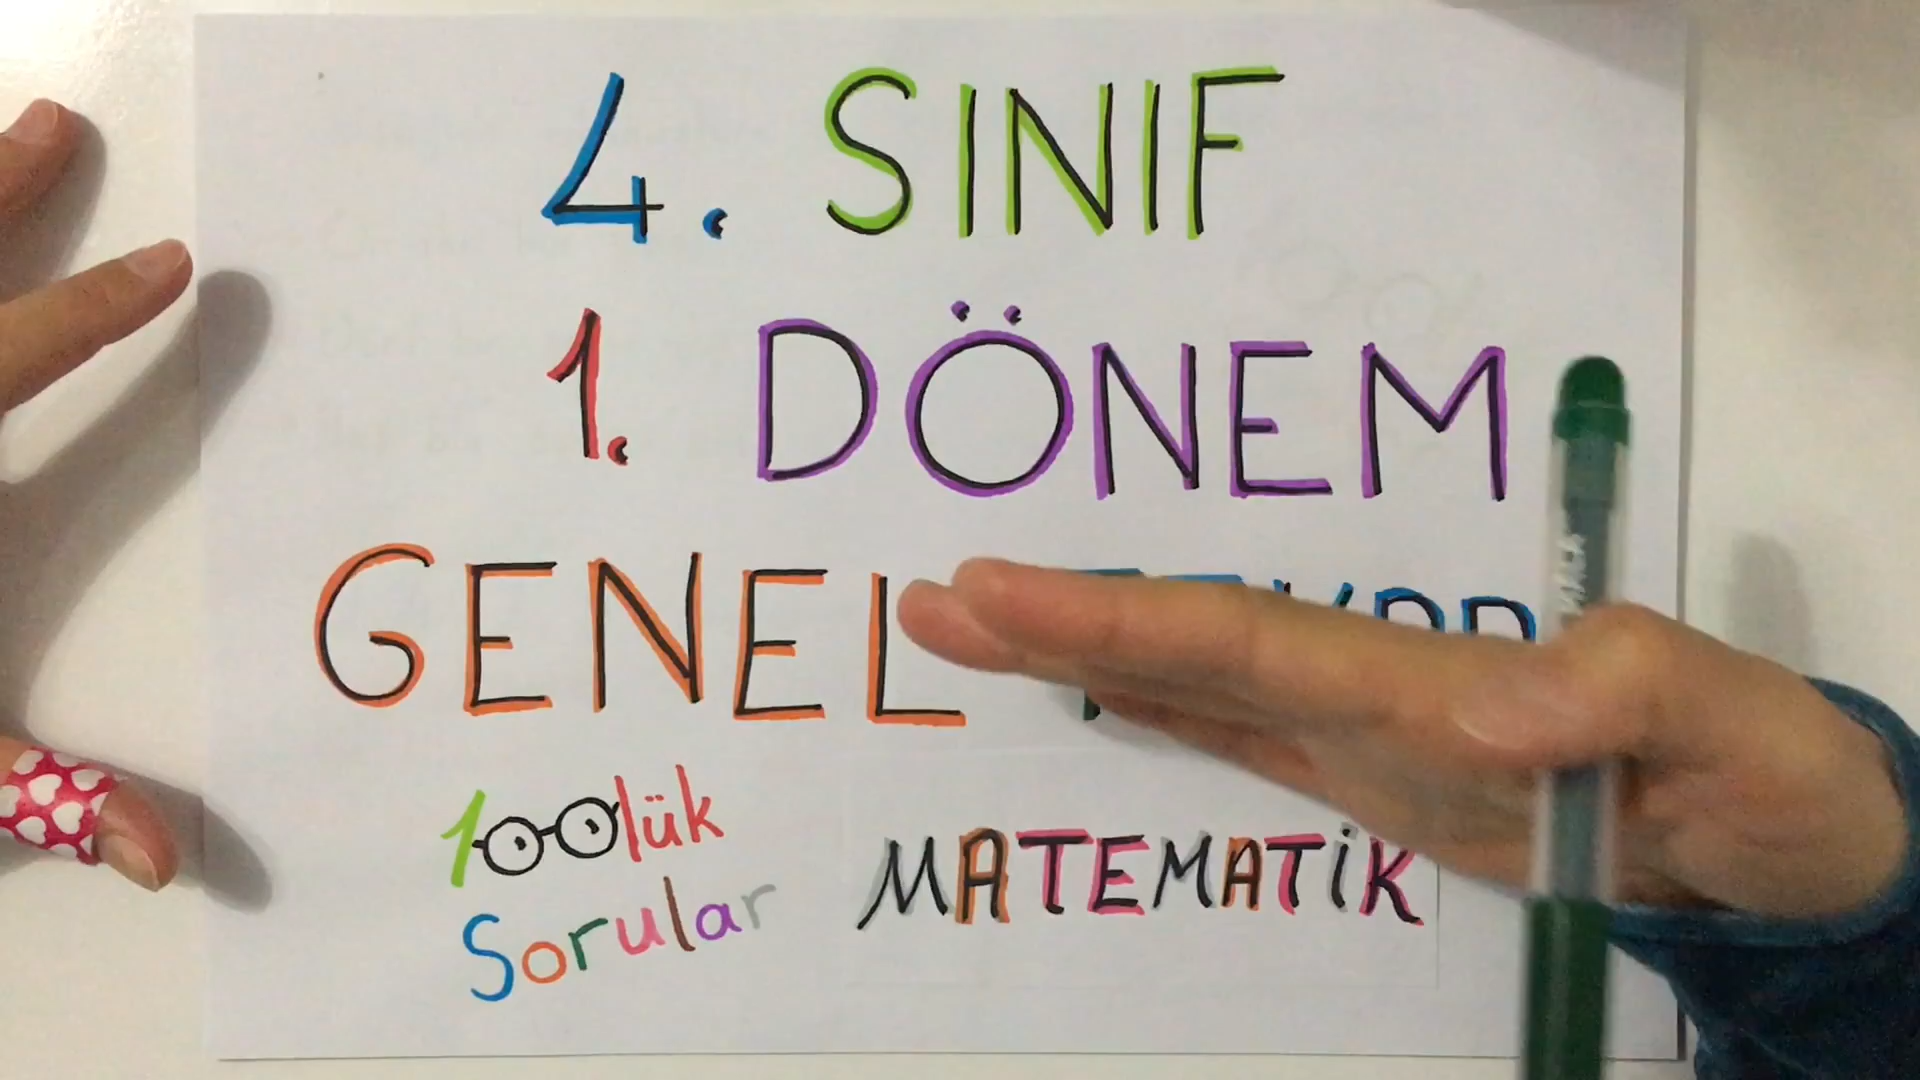 4. SINIF
1. DÖNEM
GENEL
100lük
Sorular
MATEMATİK